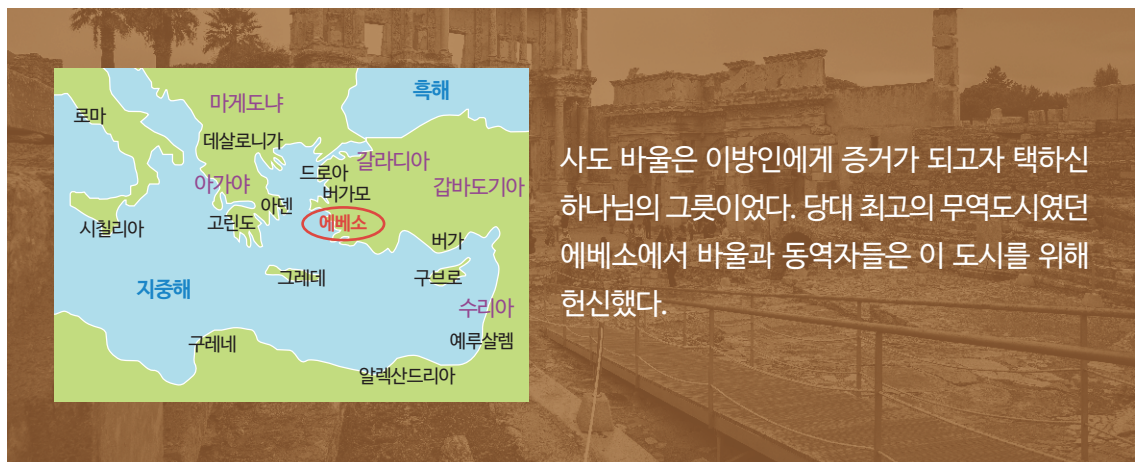 흑해
마게도냐
로마
데살로니가
갈라디아
드로아
아가야
갑바도기아
버가모
아덴
고린도
에베소
시칠리아
버가
그레데
구브로
지중해
수리아
구레네
예루살렘
알렉산드리아
사도 바울은 이방인에게 증거가 되고자 택하신
하나님의 그릇이었다. 당대 최고의 무역도시였던
에베소에서 바울과 동역자들은 이 도시를 위해
헌신했다.